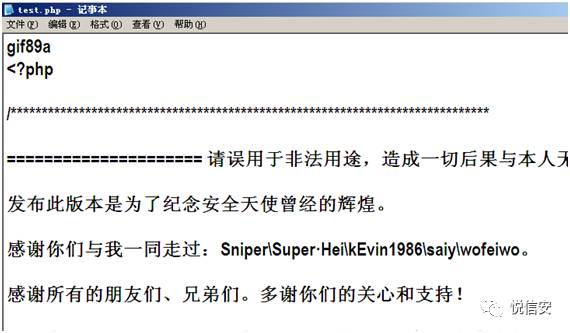 test.php - 记事本
文件(F) 编辑(E) 格式(O) 查看(V) 帮助(H)
gif89a
<?php
/******************************************************************************
===================== 请误用于非法用途，造成一切后果与本人无
发布此版本是为了纪念安全天使曾经的辉煌。
感谢你们与我一同走过：Sniper\Super·Hei\kEvin1986\saiy\wofeiwo。
感谢所有的朋友们、兄弟们。多谢你们的关心和支持！
悦信安